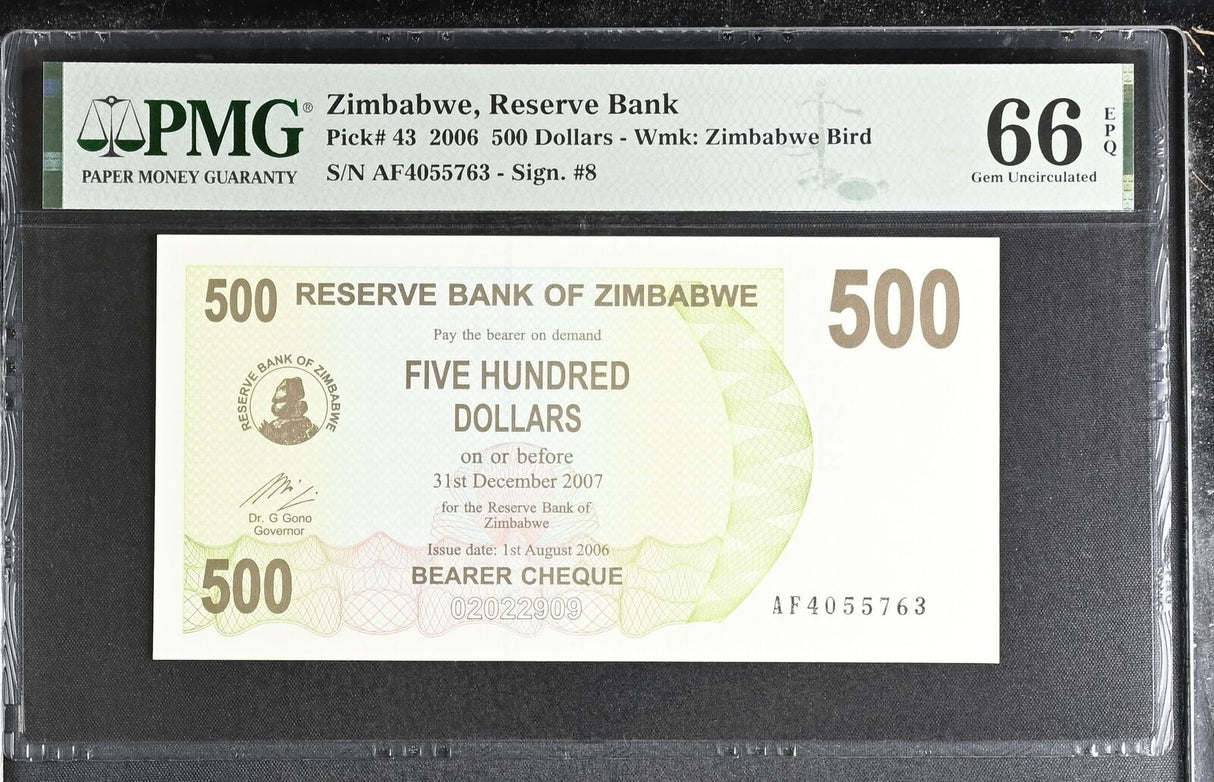 PMG®
PAPER MONEY GUARANTY
Zimbabwe, Reserve Bank
Pick# 43 2006 500 Dollars - Wmk: Zimbabwe Bird
S/N AF4055763 - Sign. #8
66
EPQ
Gem Uncirculated
500
RESERVE BANK OF ZIMBABWE
500
Pay the bearer on demand
FIVE HUNDRED
DOLLARS
RESERVE BANK OF ZIMBABWE
on or before
31st December 2007
for the Reserve Bank of
Zimbabwe
Dr. G Gono
Governor
Issue date: 1st August 2006
500
BEARER CHEQUE
02022909
AF4055763